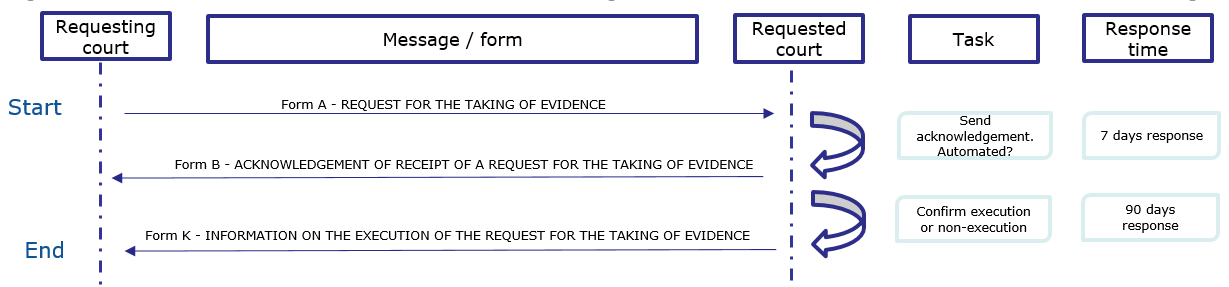 Requesting
court
Message / form
Requested
court
Task
Response
time
Start
Form A - REQUEST FOR THE TAKING OF EVIDENCE
Send
acknowledgement.
Automated?
7 days response
Form B - ACKNOWLEDGEMENT OF RECEIPT OF A REQUEST FOR THE TAKING OF EVIDENCE
Form K - INFORMATION ON THE EXECUTION OF THE REQUEST FOR THE TAKING OF EVIDENCE
Confirm execution
or non-execution
90 days
response
End